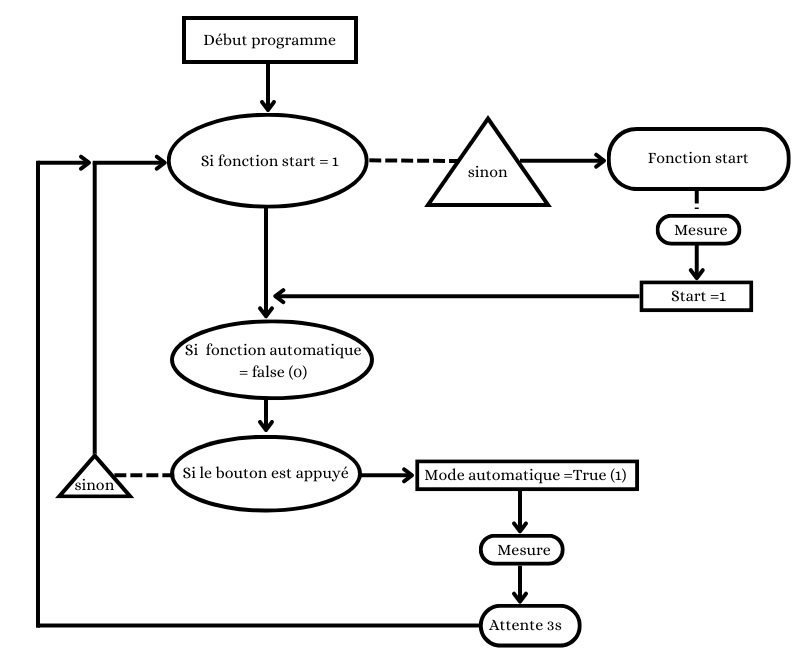 Début programme
Si fonction start = 1
sinon
Fonction start
Mesure
Start =1
Si fonction automatique
= false (0)
Si le bouton est appuyé
sinon
Mode automatique =True (1)
Mesure
Attente 3s